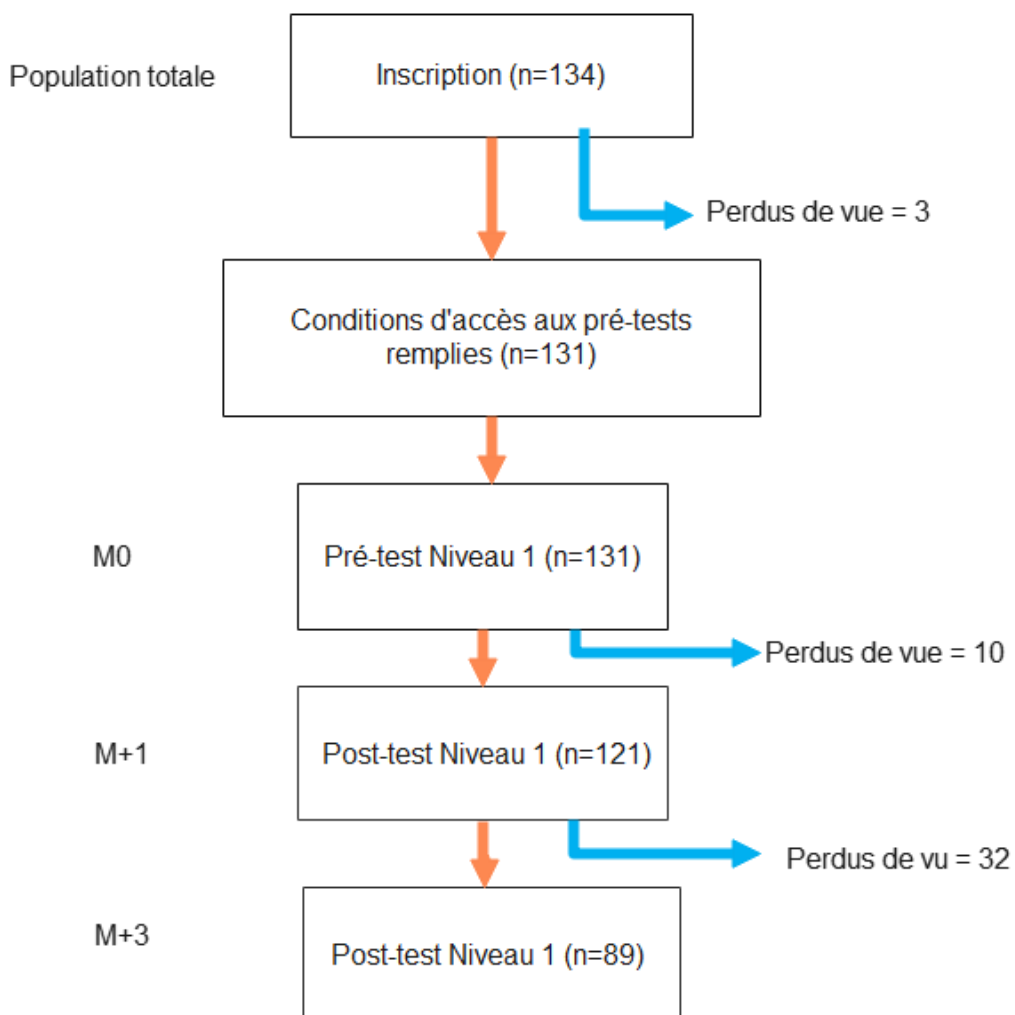 Population totale
Inscription (n=134)
Perdus de vue = 3
Conditions d'accès aux pré-tests
remplies (n=131)
M0
Pré-test Niveau 1 (n=131)
Perdus de vue = 10
M+1
Post-test Niveau 1 (n=121)
Perdus de vu = 32
M+3
Post-test Niveau 1 (n=89)